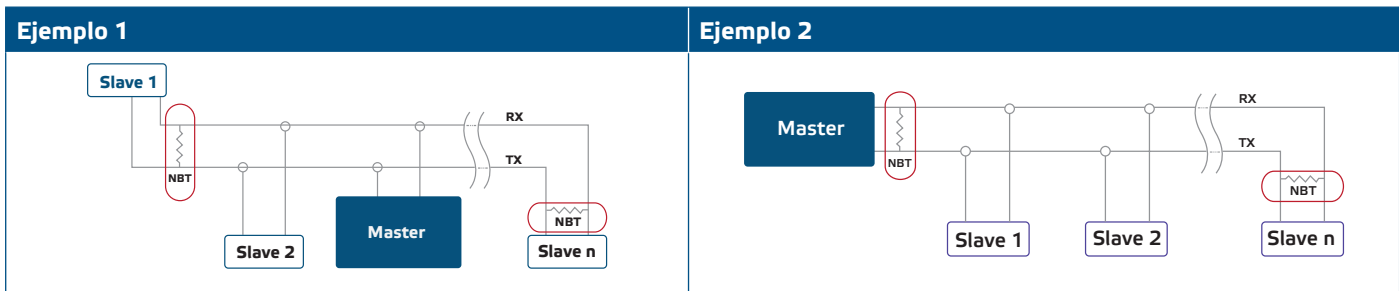 Ejemplo 1
Slave 1
RX
TX
NBT
NBT
Master
Slave 2
Slave n
Ejemplo 2
Master
RX
TX
NBT
NBT
Slave 1
Slave 2
Slave n